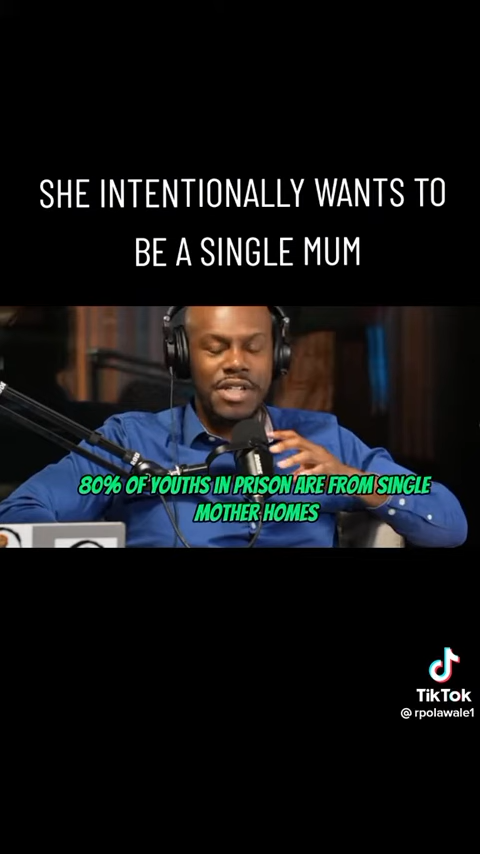 SHE INTENTIONALLY WANTS TO
BE A SINGLE MUM
80% OF YOUTHS IN PRISON ARE FROM SINGLE
MOTHER HOMES
TikTok
@rpolawale1